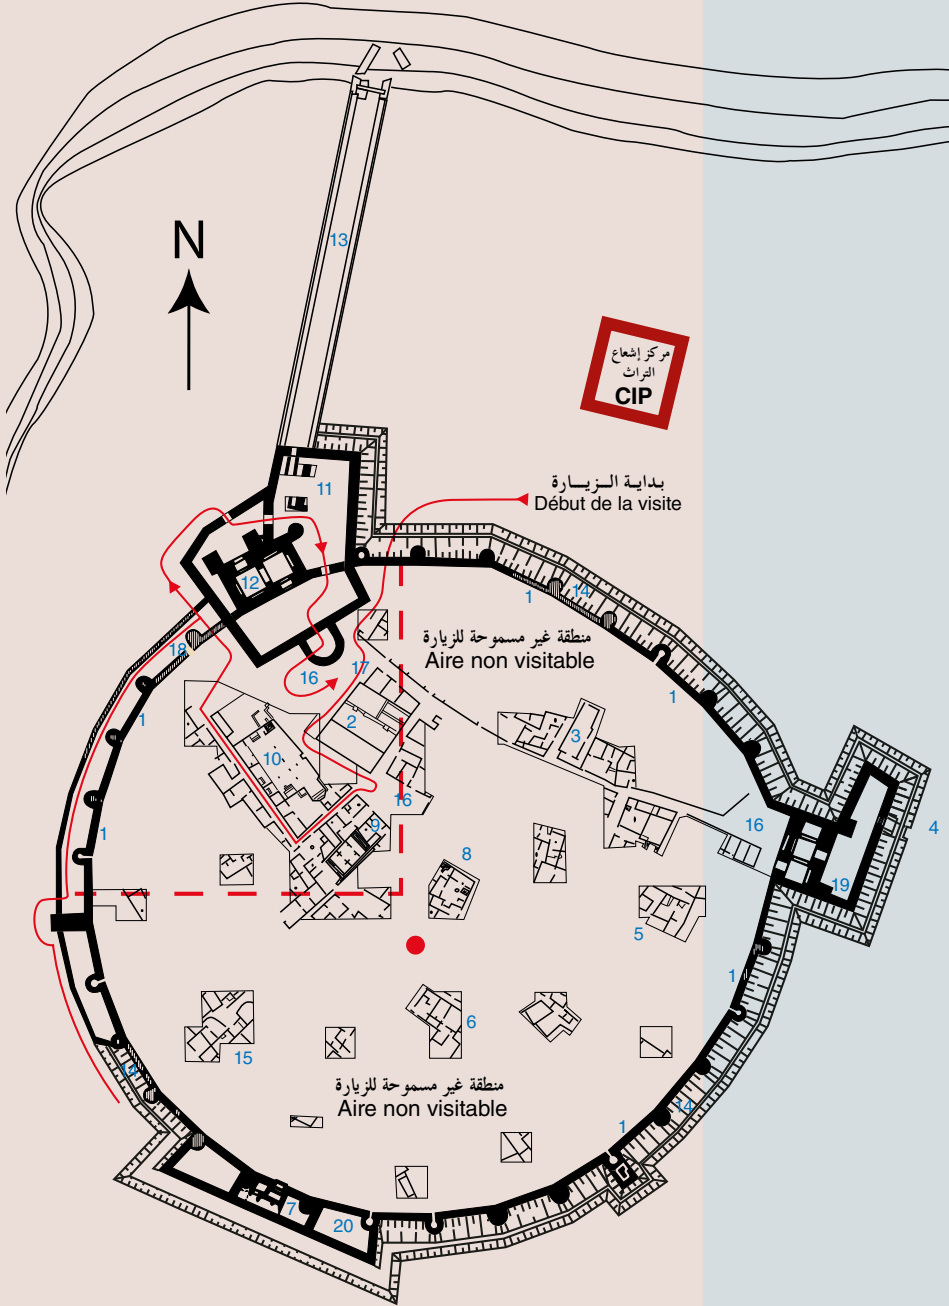 N
13
مركز إشعاع
التراث
CIP
11
بداية الـزيــارة
Début de la visite
12
1
14
منطقة غير مسموحة للزيارة
Aire non visitable
18
16
17
1
1
2
3
10
16
16
4
1
9
8
19
5
1
6
15
14
منطقة غير مسموحة للزيارة
Aire non visitable
14
1
7
20